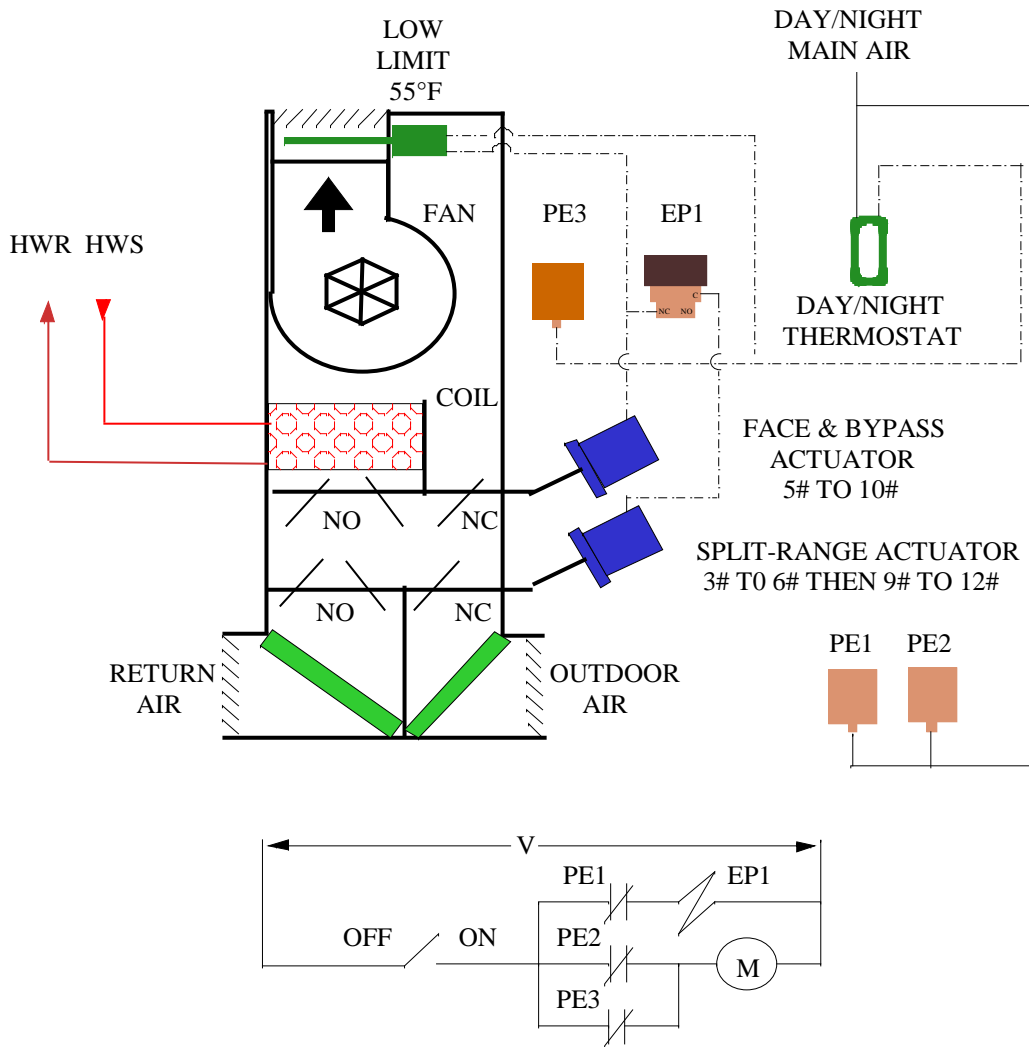 LOW
LIMIT
55°F
DAY/NIGHT
MAIN AIR
FAN
PE3
EP1
HWR
HWS
C
NC
NO
DAY/NIGHT
THERMOSTAT
COIL
FACE & BYPASS
ACTUATOR
5# TO 10#
NO
NC
SPLIT-RANGE ACTUATOR
3# T0 6# THEN 9# TO 12#
NO
NC
RETURN
AIR
OUTDOOR
AIR
PE1
PE2
V
PE1
EP1
OFF
ON
PE2
M
PE3